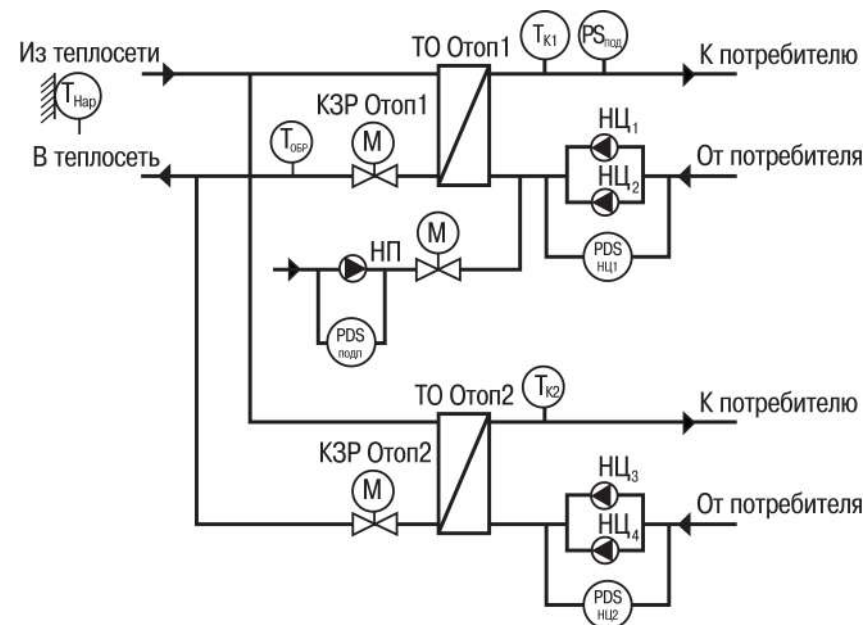 ТО Отоп1
TК1
PSпод
Из теплосети
К потребителю
TНар
КЗР Отоп1
НЦ1
В теплосеть
TОБР
M
НЦ2
От потребителя
НП
M
PDS
НЦ1
PDS
подп
ТО Отоп2
TК2
К потребителю
КЗР Отоп2
M
НЦ3
НЦ4
От потребителя
PDS
НЦ2